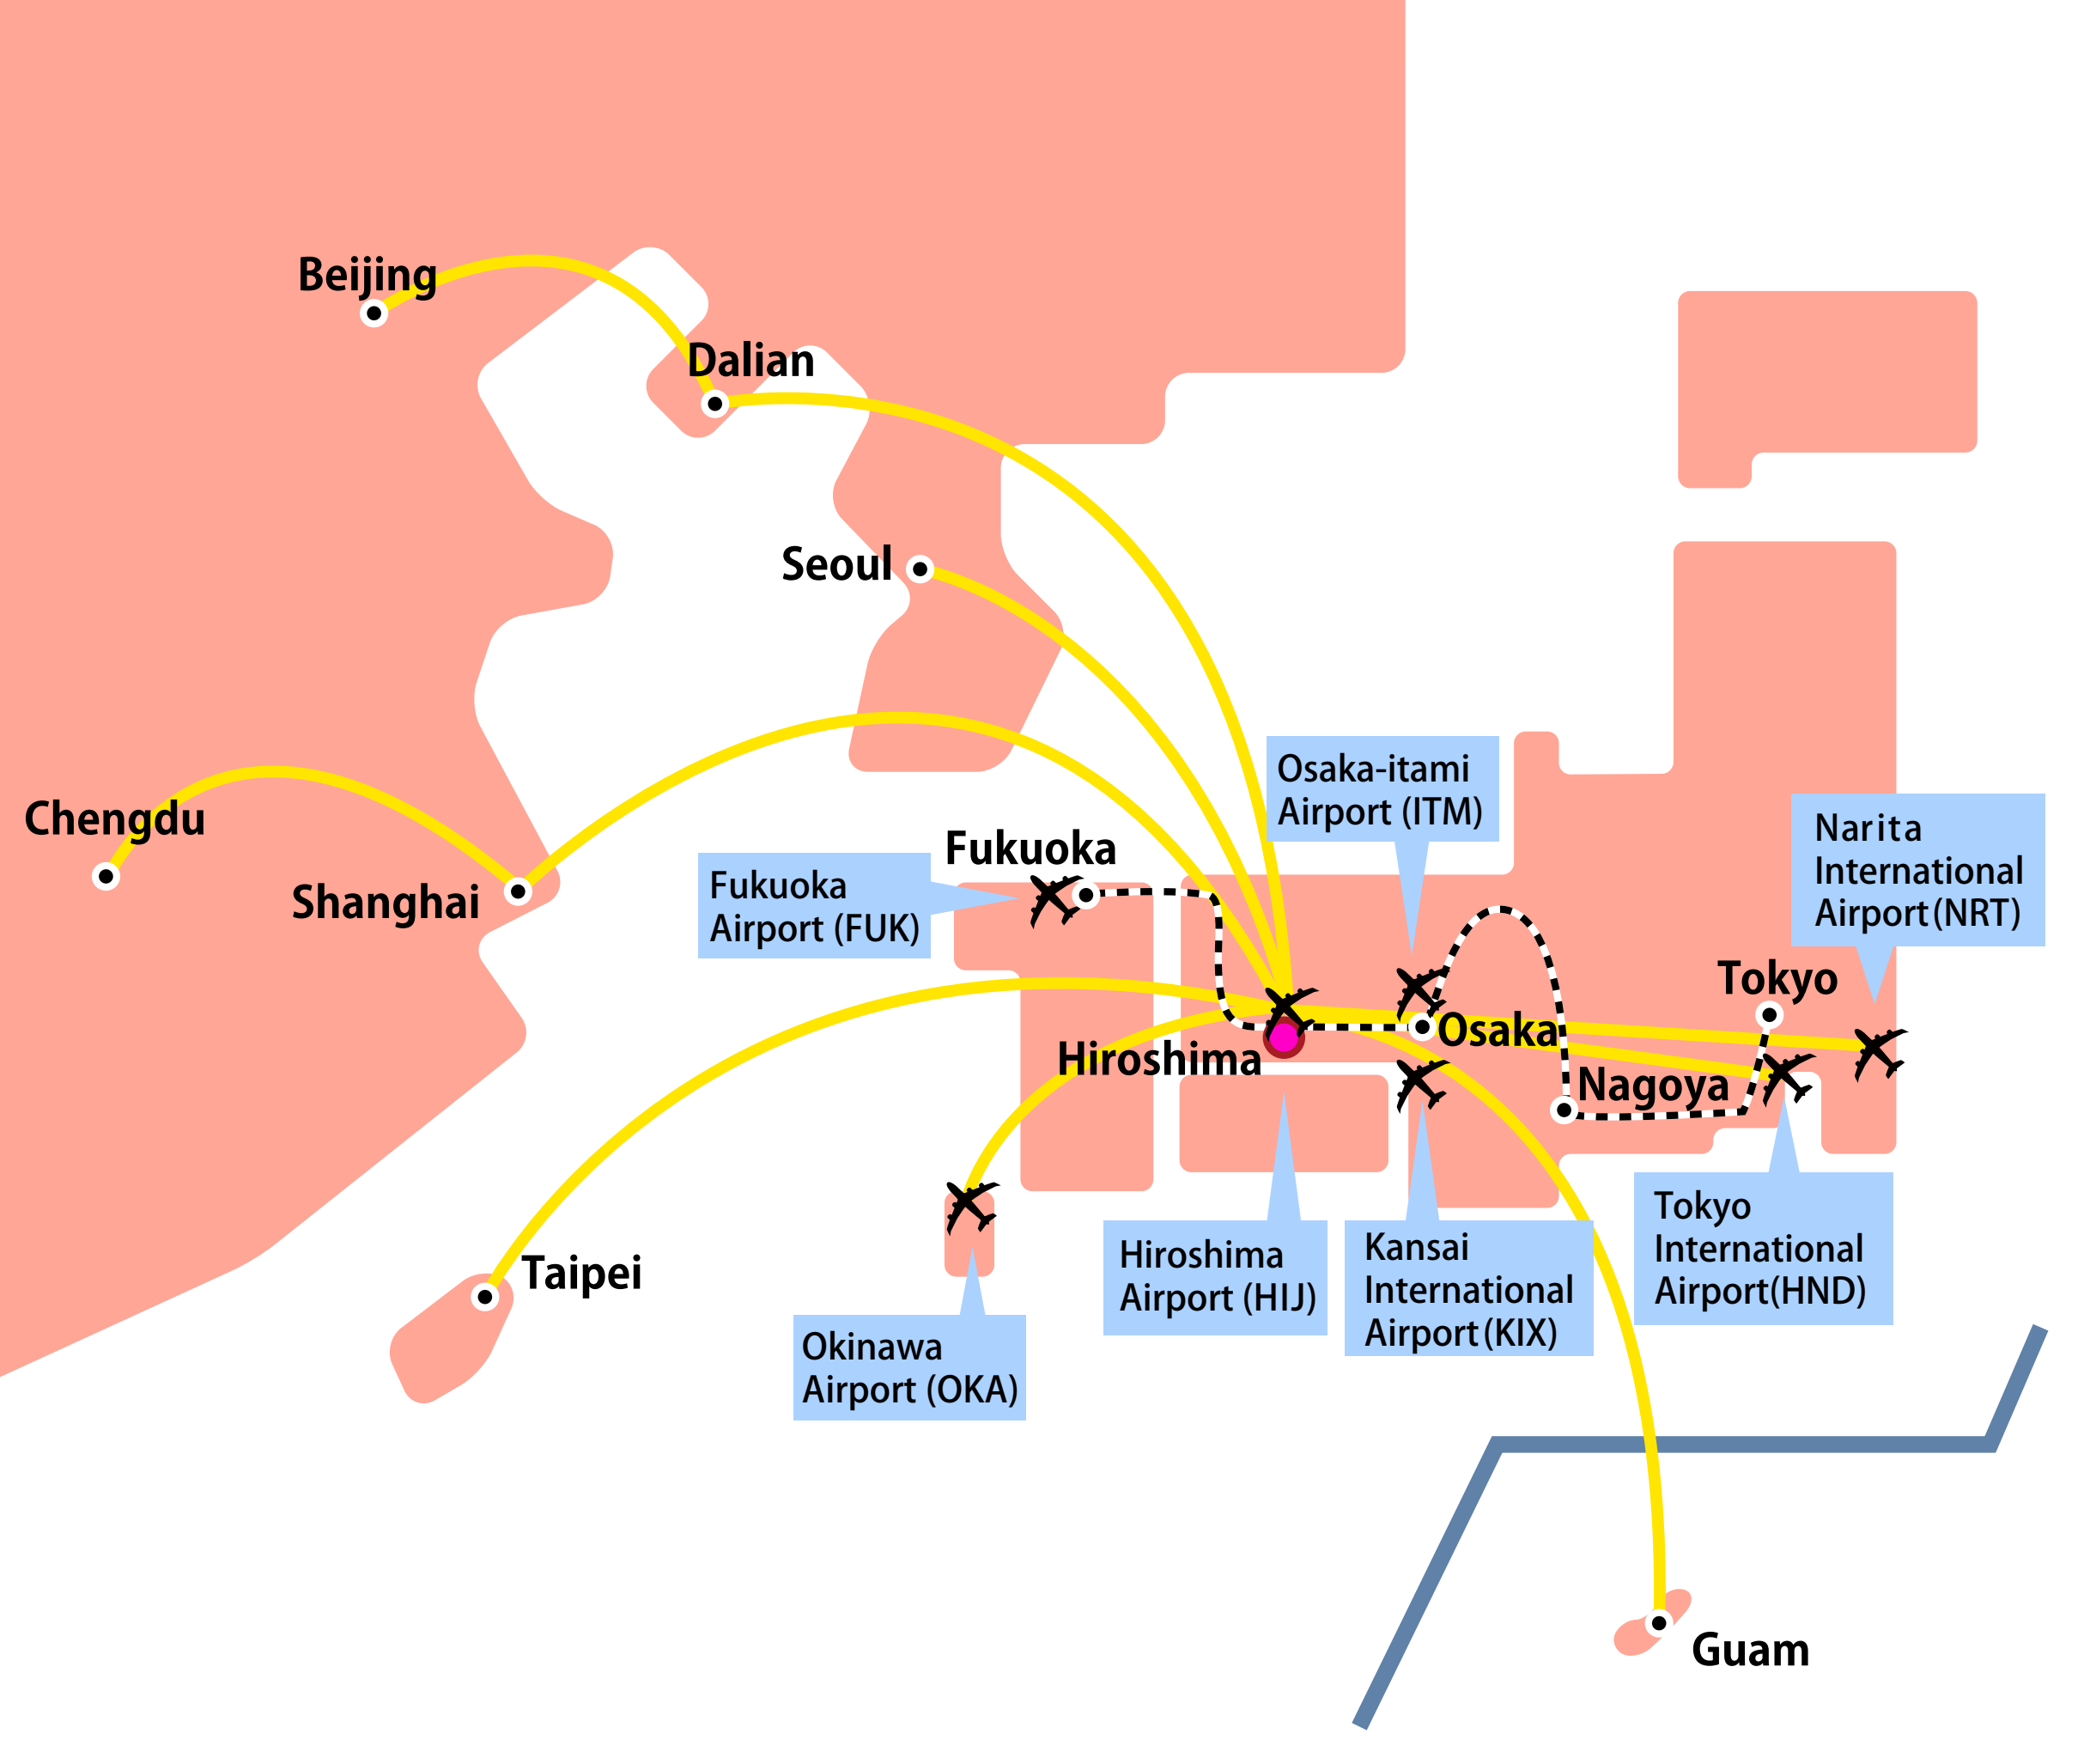 Beijing
Dalian
Seoul
Osaka-itami
Airport (ITM)
Narita
International
Airport (NRT)
Chengdu
Shanghai
Fukuoka
Fukuoka
Airport (FUK)
Tokyo
Osaka
Hiroshima
Nagoya
Taipei
Okinawa
Airport (OKA)
Hiroshima
Airport (HIJ)
Kansai
International
Airport (KIX)
Tokyo
International
Airport(HND)
Guam